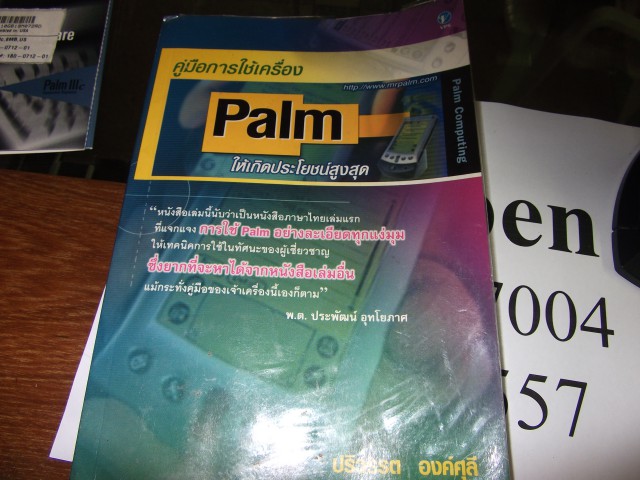 are
0712 - 01
Palm IIIc
คู่มือการใช้เครื่อง
http://www.mrpalm.com
Palm
ให้เกิดประโยชน์สูงสุด
Palm Computing
“หนังสือเล่มนี้นับว่าเป็นหนังสือภาษาไทยเล่มแรก
ที่แจกแจง การใช้ Palm อย่างละเอียดทุกแง่มุม
ให้เทคนิคการใช้ในทัศนะของผู้เชี่ยวชาญ
ซึ่งยากที่จะหาได้จากหนังสือเล่มอื่น
แม้กระทั่งคู่มือของเจ้าเครื่องนี้เองก็ตาม”
พ.ต. ประพัฒน์ อุทโยภาศ
องค์ศุลี
pen
7004
557